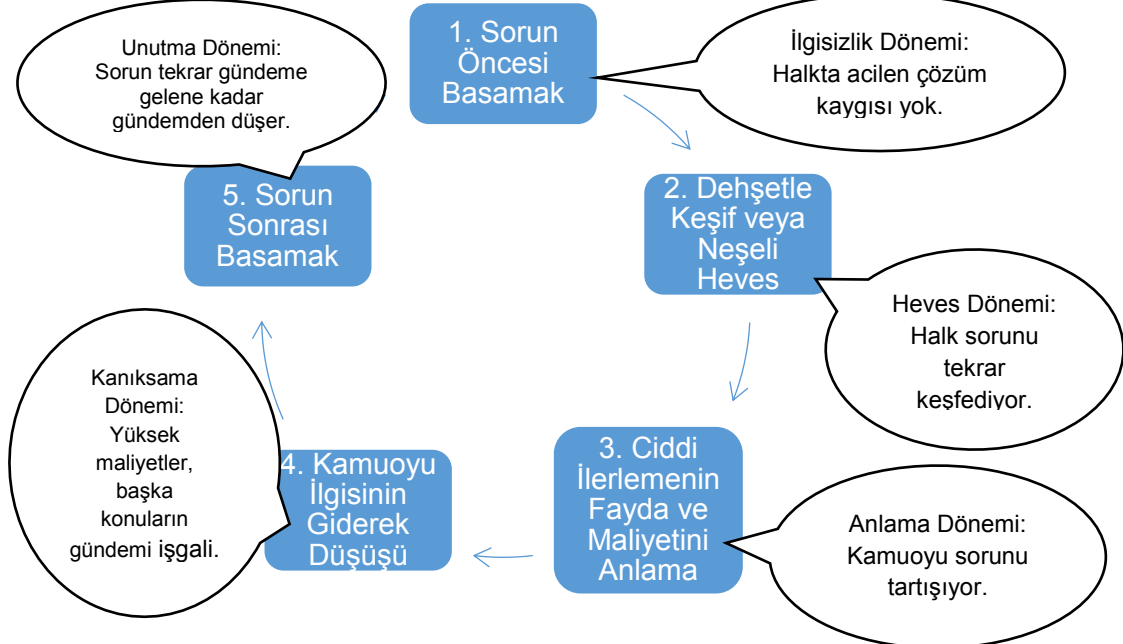 1. Sorun
Öncesi
Basamak
İlgisizlik Dönemi:
Halkta acilen çözüm
kaygısı yok.
2. Dehşetle
Keşif veya
Neşeli
Heves
Heves Dönemi:
Halk sorunu
tekrar
keşfediyor.
3. Ciddi
İlerlemenin
Fayda ve
Maliyetini
Anlama
Anlama Dönemi:
Kamuoyu sorunu
tartışıyor.
4. Kamuoyu
İlgisinin
Giderek
Düşüşü
Kanıksama
Dönemi:
Yüksek
maliyetler,
başka
konuların
gündemi işgali.
5. Sorun
Sonrası
Basamak
Unutma Dönemi:
Sorun tekrar gündeme
gelene kadar
gündemden düşer.